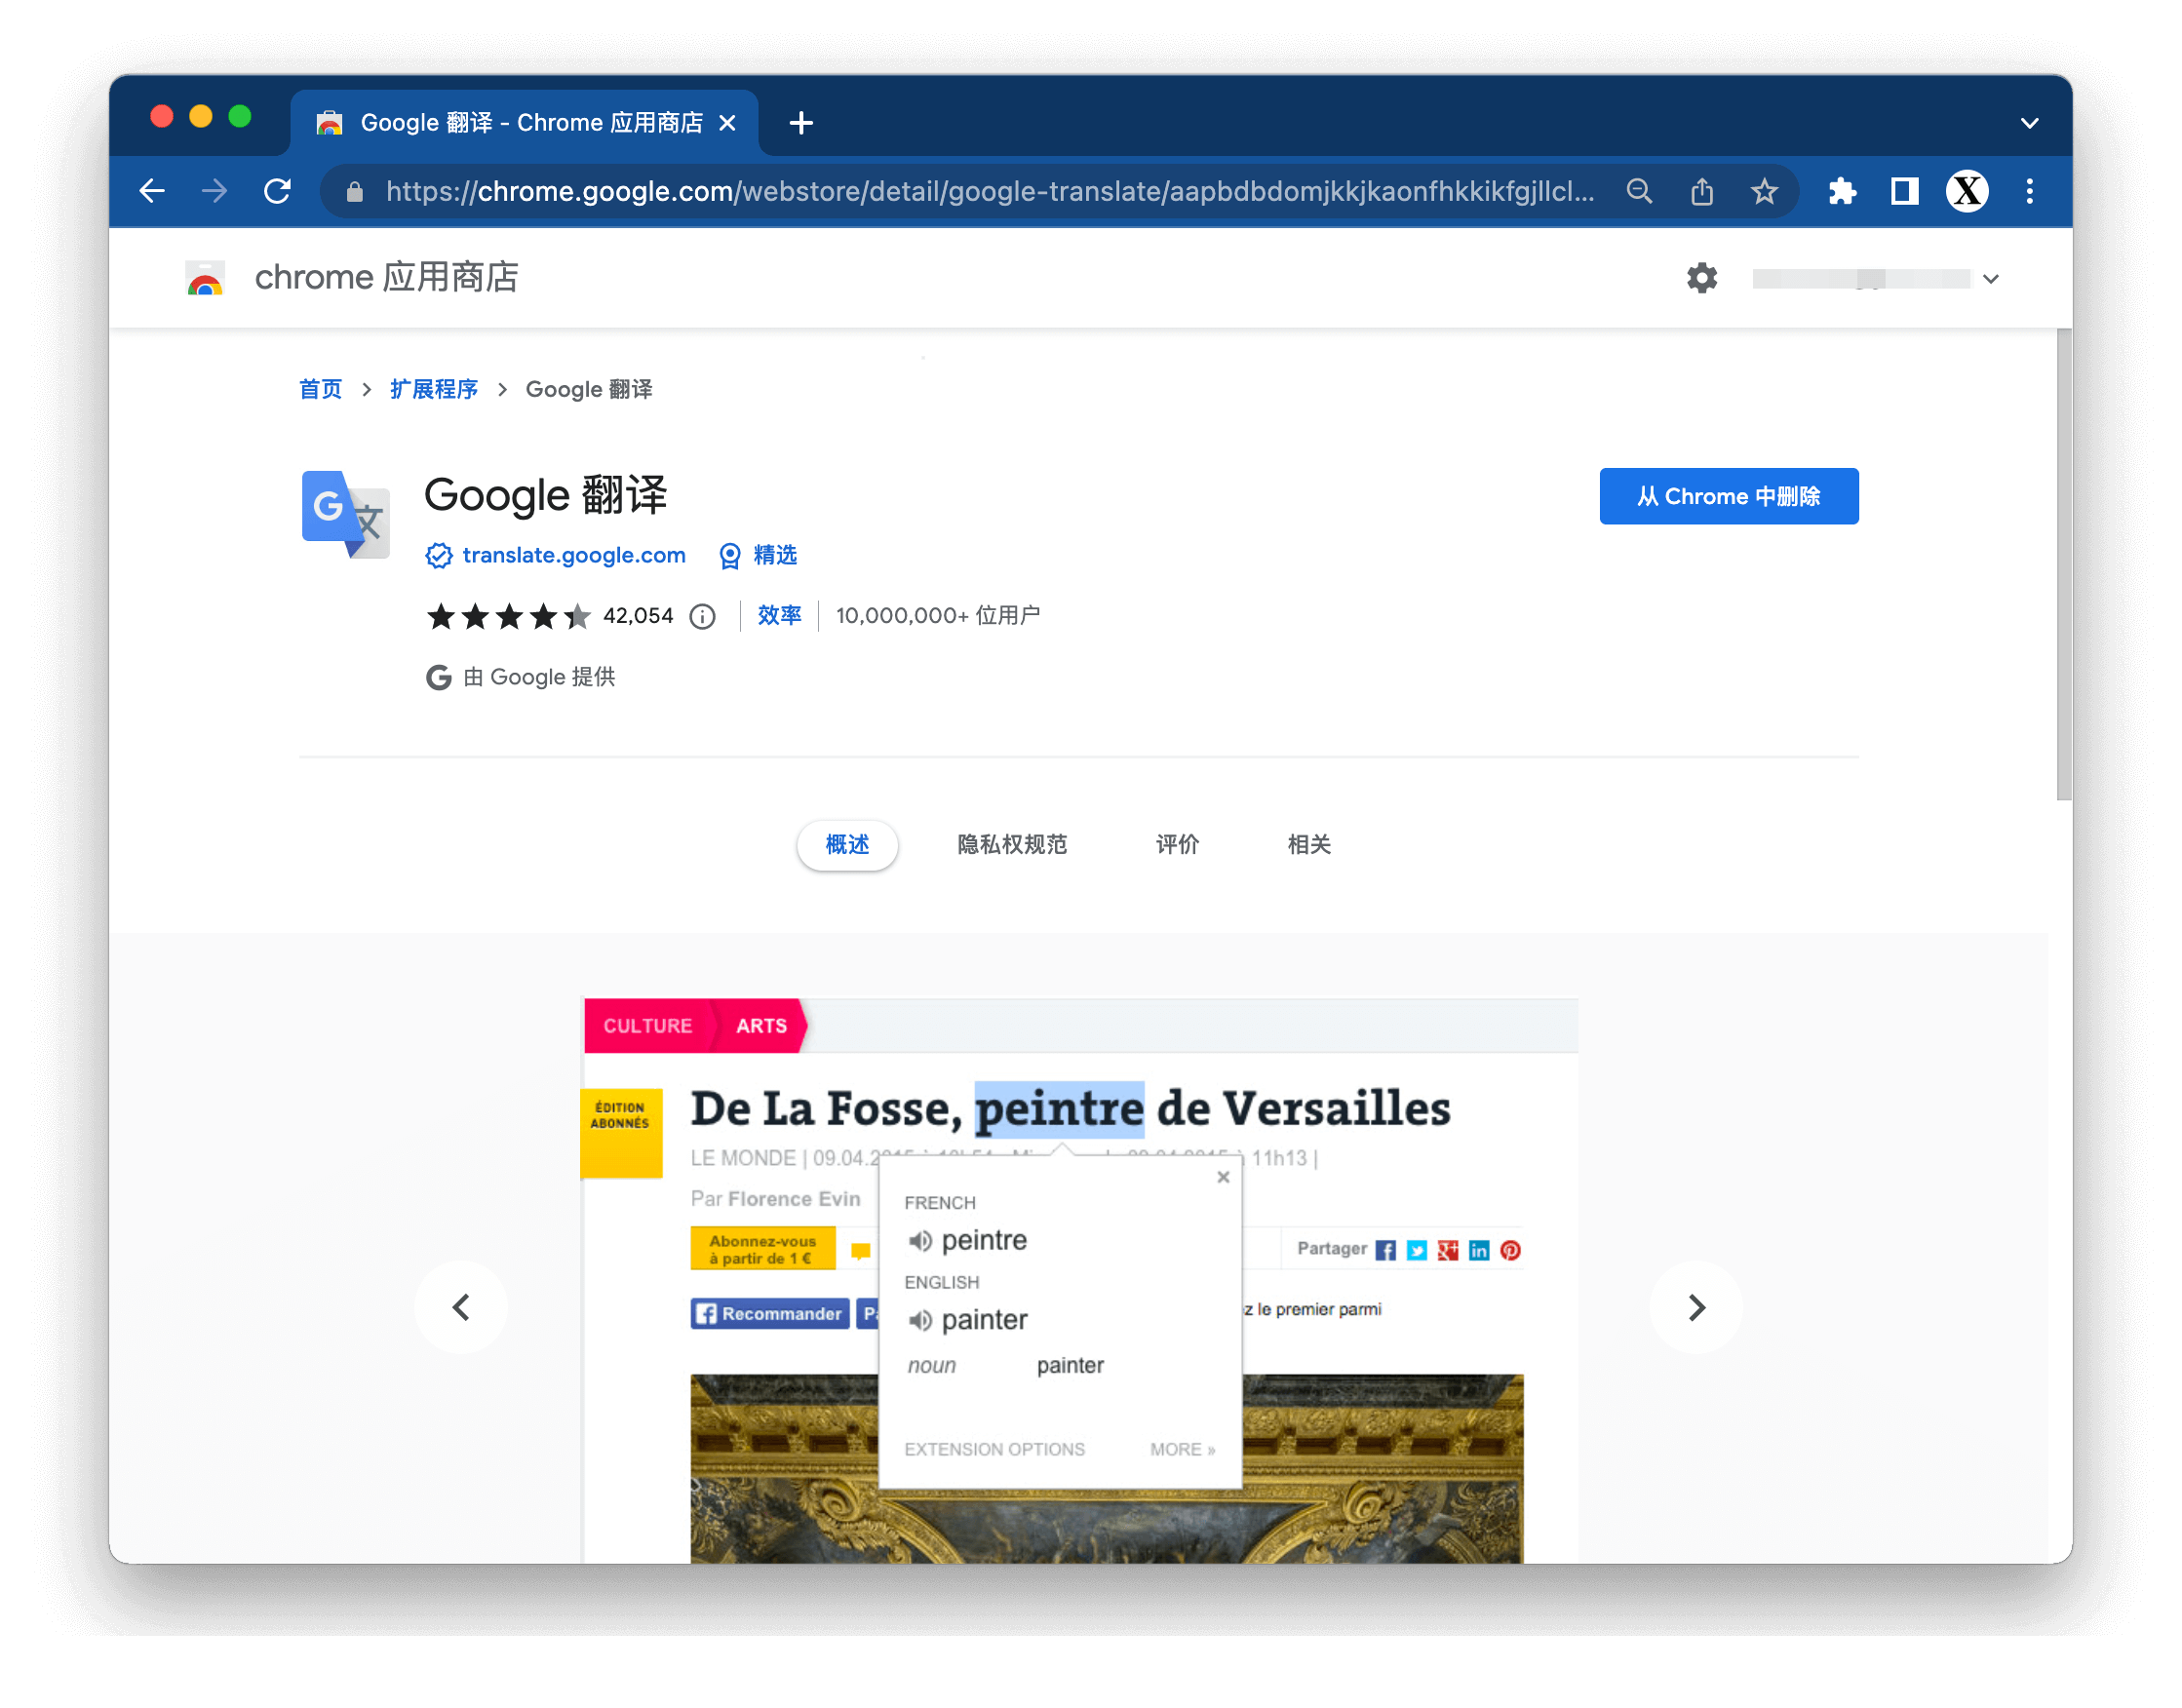 Google 翻译 - Chrome 应用商店
https://chrome.google.com/webstore/detail/google-translate/aapbdbdomjkkjkaonfhkkikfgjllcl...
X
chrome 应用商店
首页 > 扩展程序 > Google 翻译
Google 翻译
从 Chrome 中删除
translate.google.com 精选
42,054 效率 10,000,000+ 位用户
由 Google 提供
概述 隐私权规范 评价 相关
CULTURE ARTS
ÉDITION
ABONNÉS
De La Fosse, peintre de Versailles
LE MONDE | 09.04.2015 à 11h13 |
Par Florence Evin
FRENCH
peintre
ENGLISH
painter
noun painter
EXTENSION OPTIONS MORE »
Abonnez-vous
à partir de 1 €
Partager
Recommander
le premier parmi